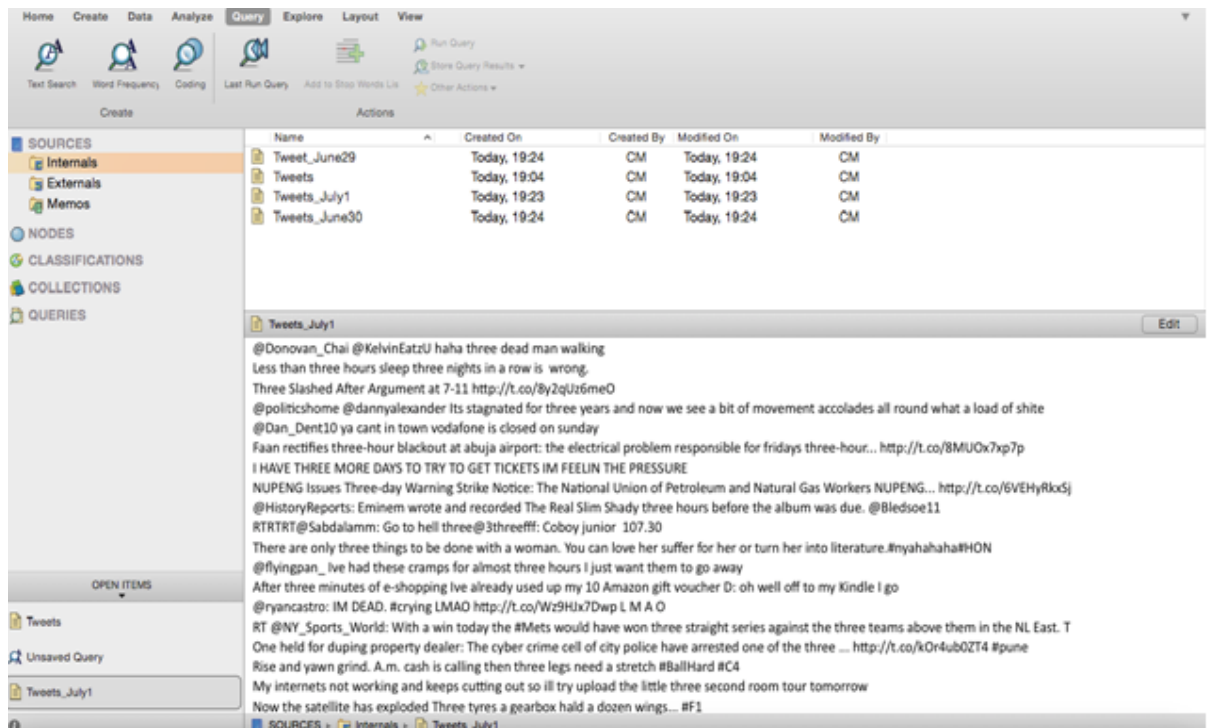 Home Create Data Analyze Query Explore Layout View
Text Search Word Frequency Coding Last Run Query Add to Stop Words Lis Run Query
Store Query Results
Other Actions
Create Actions
SOURCES
Internals
Externals
Memos
NODES
CLASSIFICATIONS
COLLECTIONS
QUERIES
Name Created On Created By Modified On Modified By
Tweet_June29 Today, 19:24 CM Today, 19:24 CM
Tweets Today, 19:04 CM Today, 19:04 CM
Tweets_July1 Today, 19:23 CM Today, 19:23 CM
Tweets_June30 Today, 19:24 CM Today, 19:24 CM
Tweets_July1 Edit
@Donovan_Chai @KelvinEatzU haha three dead man walking
Less than three hours sleep three nights in a row is wrong.
Three Slashed After Argument at 7-11 http://t.co/8y2qUz6meO
@politicshome @dannyalexander Its stagnated for three years and now we see a bit of movement accolades all round what a load of shite
@Dan_Dent10 ya cant in town vodafone is closed on sunday
Faan rectifies three-hour blackout at abuja airport: the electrical problem responsible for fridays three-hour... http://t.co/8MUOx7xp7p
I HAVE THREE MORE DAYS TO TRY TO GET TICKETS IM FEELIN THE PRESSURE
NUPENG Issues Three-day Warning Strike Notice: The National Union of Petroleum and Natural Gas Workers NUPENG... http://t.co/6VEHyRkxSj
@HistoryReports: Eminem wrote and recorded The Real Slim Shady three hours before the album was due. @Bledsoe11
RTRTRT@Sabdalamm: Go to hell three@3threefff: Coboy junior 107.30
There are only three things to be done with a woman. You can love her suffer for her or turn her into literature.#nyahahaha#HON
@flyingpan_ Ive had these cramps for almost three hours I just want them to go away
After three minutes of e-shopping Ive already used up my 10 Amazon gift voucher D: oh well off to my Kindle I go
@ryancastro: IM DEAD. #crying LMAO http://t.co/Wz9HJx7Dwp L M A O
RT @NY_Sports_World: With a win today the #Mets would have won three straight series against the three teams above them in the NL East. T
One held for duping property dealer: The cyber crime cell of city police have arrested one of the three ... http://t.co/kOr4ub0ZT4 #pune
Rise and yawn grind. A.m. cash is calling then three legs need a stretch #BallHard #C4
My internets not working and keeps cutting out so ill try upload the little three second room tour tomorrow
Now the satellite has exploded Three tyres a gearbox hald a dozen wings... #F1
OPEN ITEMS
Tweets
Unsaved Query
Tweets_July1
SOURCES Internals Tweets_July1